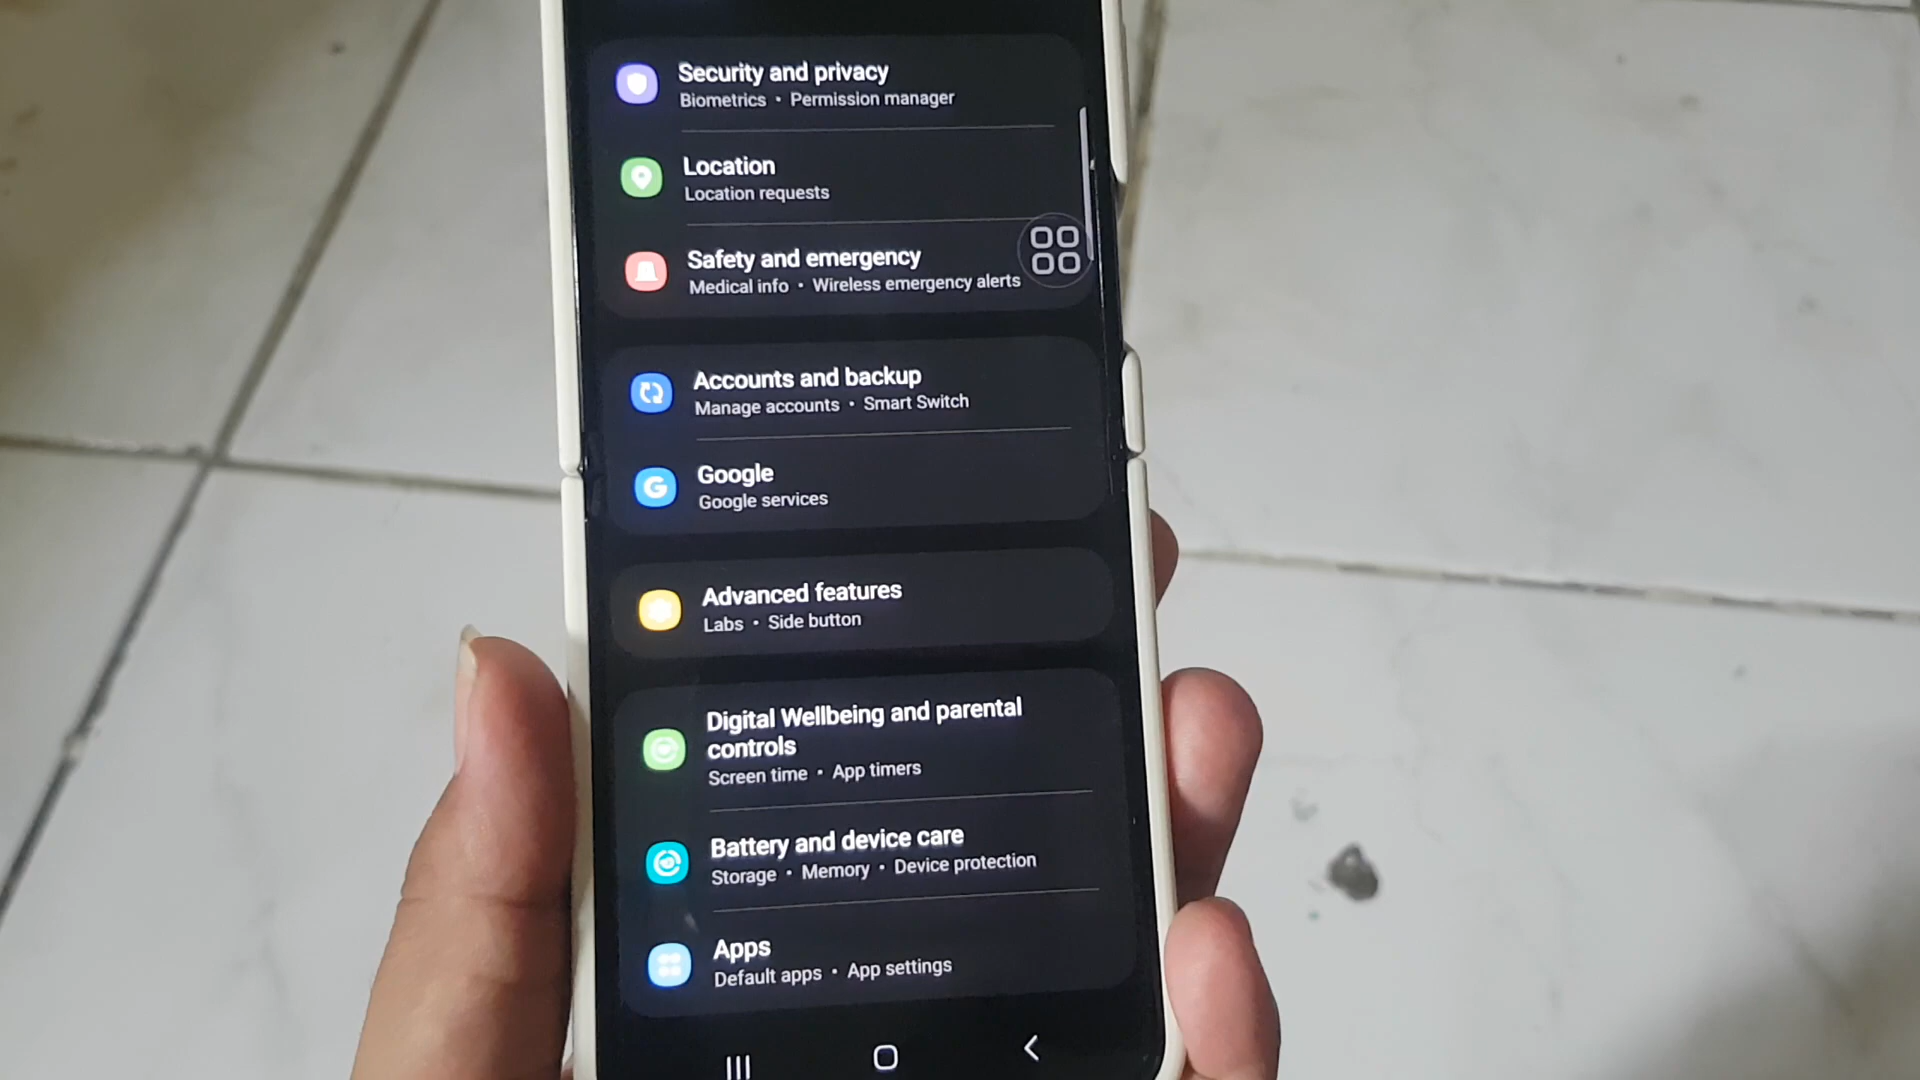 Security and privacy
Biometrics • Permission manager
Location
Location requests
Safety and emergency
Medical info • Wireless emergency alerts
Accounts and backup
Manage accounts • Smart Switch
Google
Google services
Advanced features
Labs • Side button
Digital Wellbeing and parental
controls
Screen time • App timers
Battery and device care
Storage • Memory • Device protection
Apps
Default apps • App settings